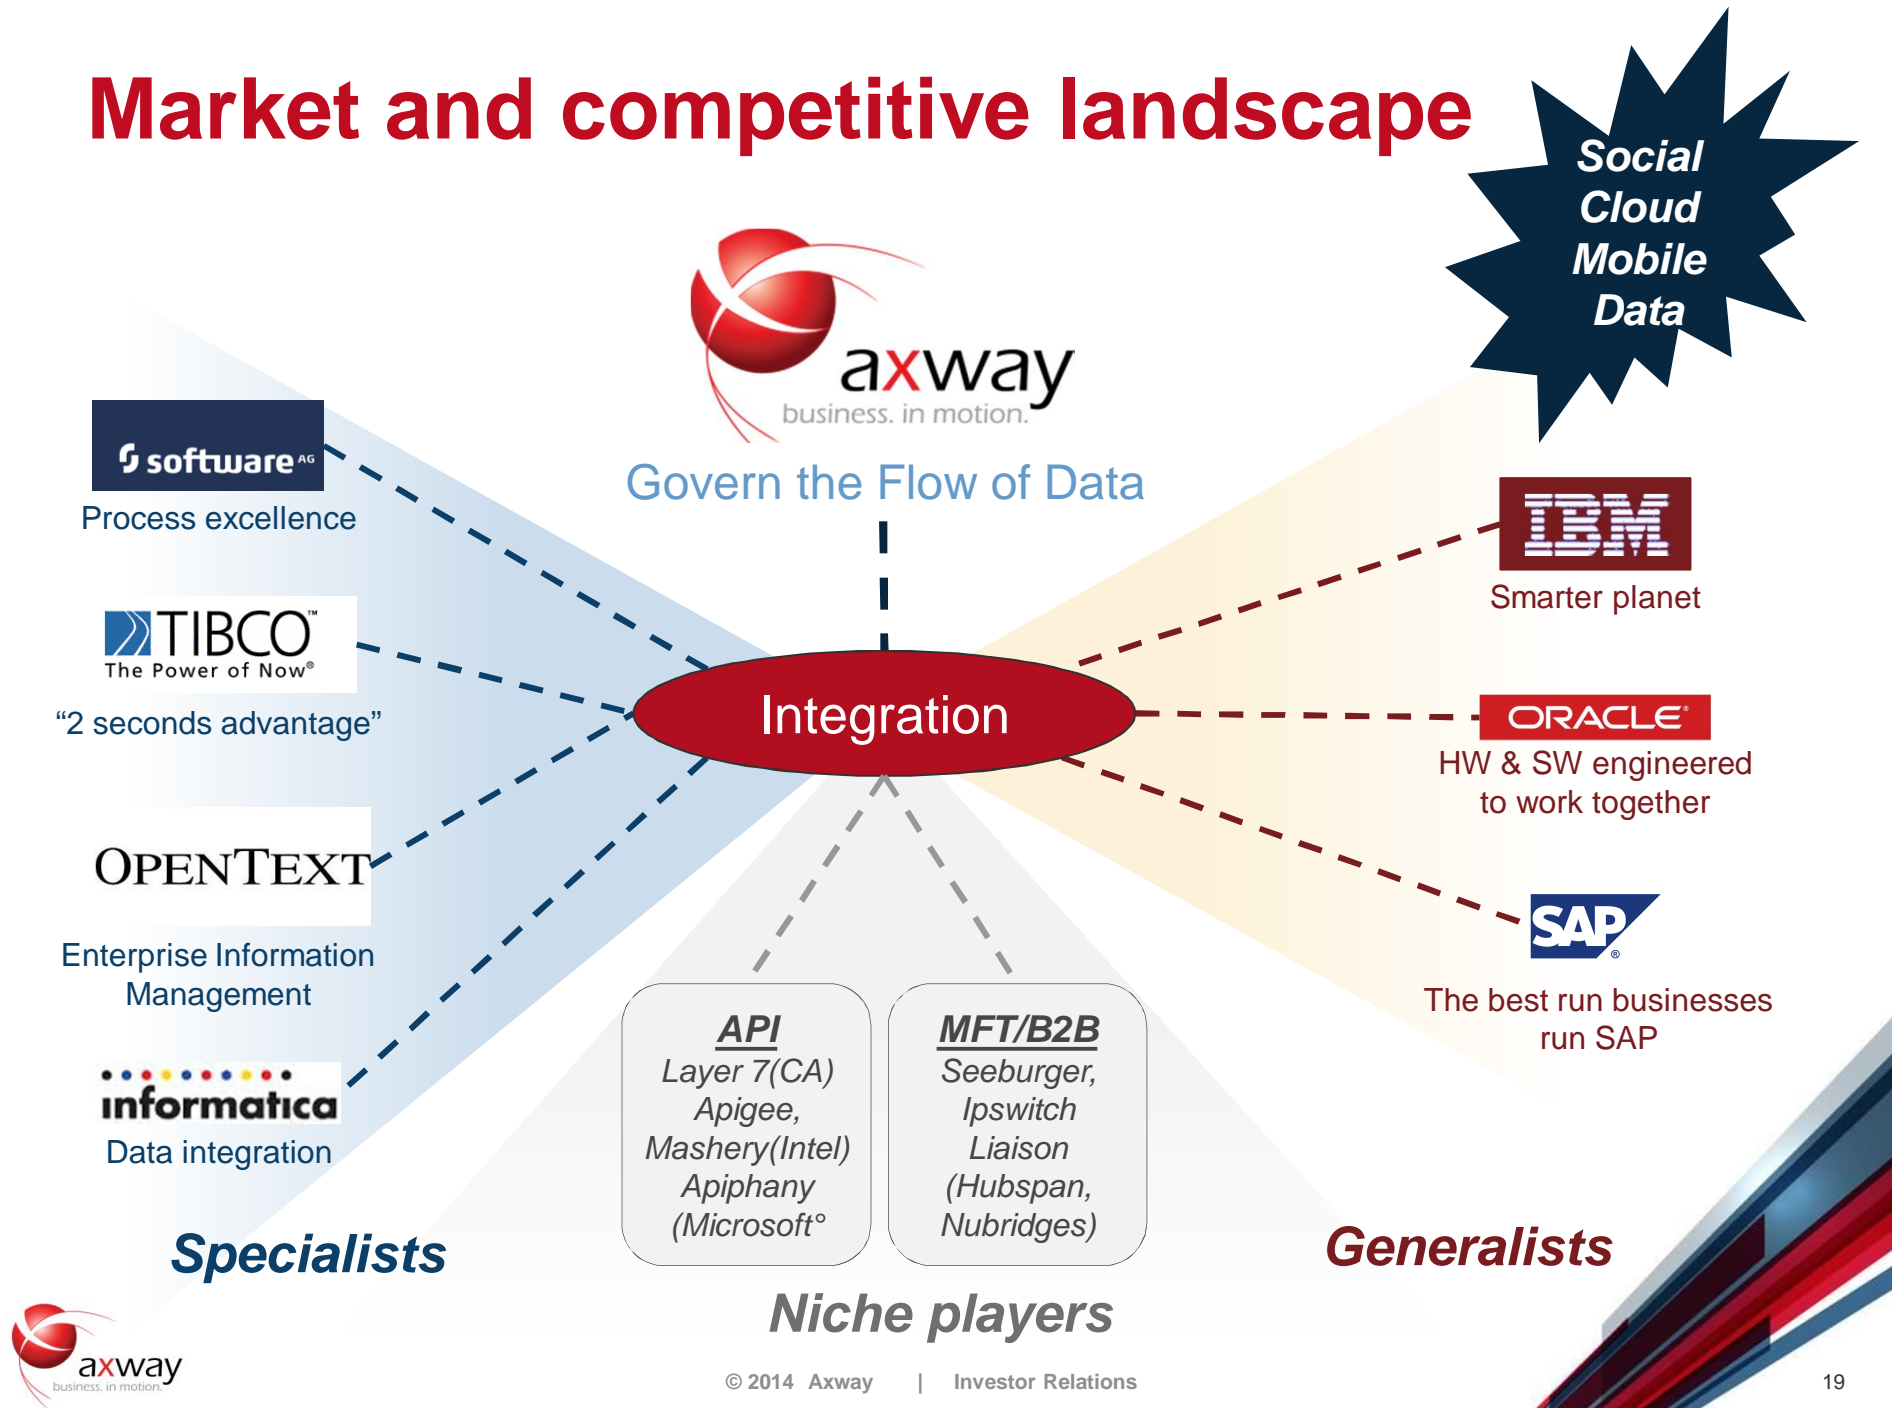 Market and competitive landscape
Social
Cloud
Mobile
Data
axway
business. in motion.
Govern the Flow of Data
software AG
Process excellence
TIBCO™
The Power of Now®
“2 seconds advantage”
OPENTEXT
Enterprise Information
Management
informatica
Data integration
Specialists
Integration
IBM
Smarter planet
ORACLE®
HW & SW engineered
to work together
SAP®
The best run businesses
run SAP
Generalists
API
Layer 7(CA)
Apigee,
Mashery(Intel)
Apiphany
(Microsoft°
MFT/B2B
Seeburger,
Ipswitch
Liaison
(Hubspan,
Nubridges)
Niche players
axway
business. in motion.
© 2014 Axway | Investor Relations
19